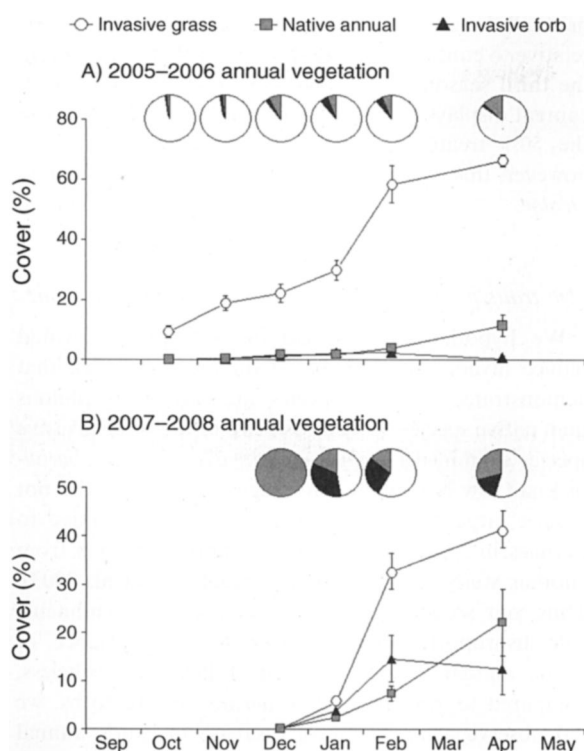 Invasive grass Native annual Invasive forb
A) 2005–2006 annual vegetation
80
60
40
20
0
Cover (%)
B) 2007–2008 annual vegetation
50
40
30
20
10
0
Cover (%)
Sep Oct Nov Dec Jan Feb Mar Apr May